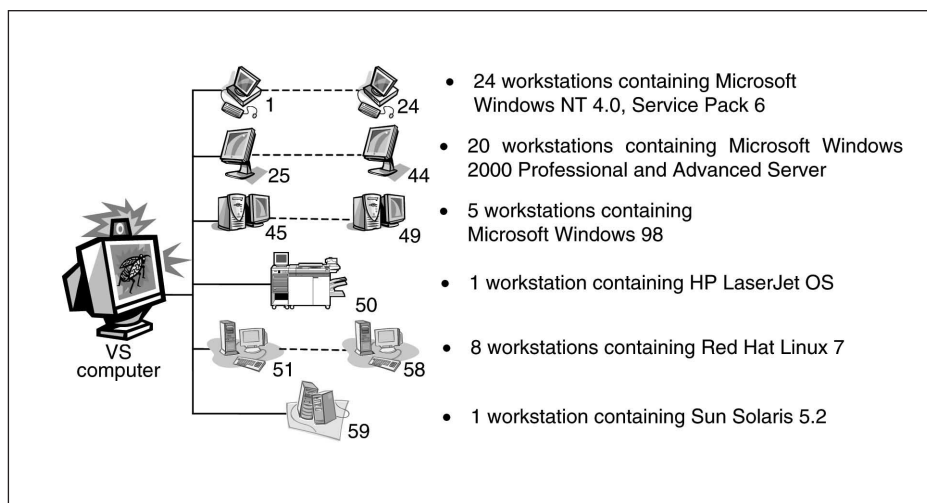 1
24
• 24 workstations containing Microsoft
Windows NT 4.0, Service Pack 6
25
44
• 20 workstations containing Microsoft Windows
2000 Professional and Advanced Server
45
49
• 5 workstations containing
Microsoft Windows 98
50
• 1 workstation containing HP LaserJet OS
VS
computer
51
58
• 8 workstations containing Red Hat Linux 7
59
• 1 workstation containing Sun Solaris 5.2